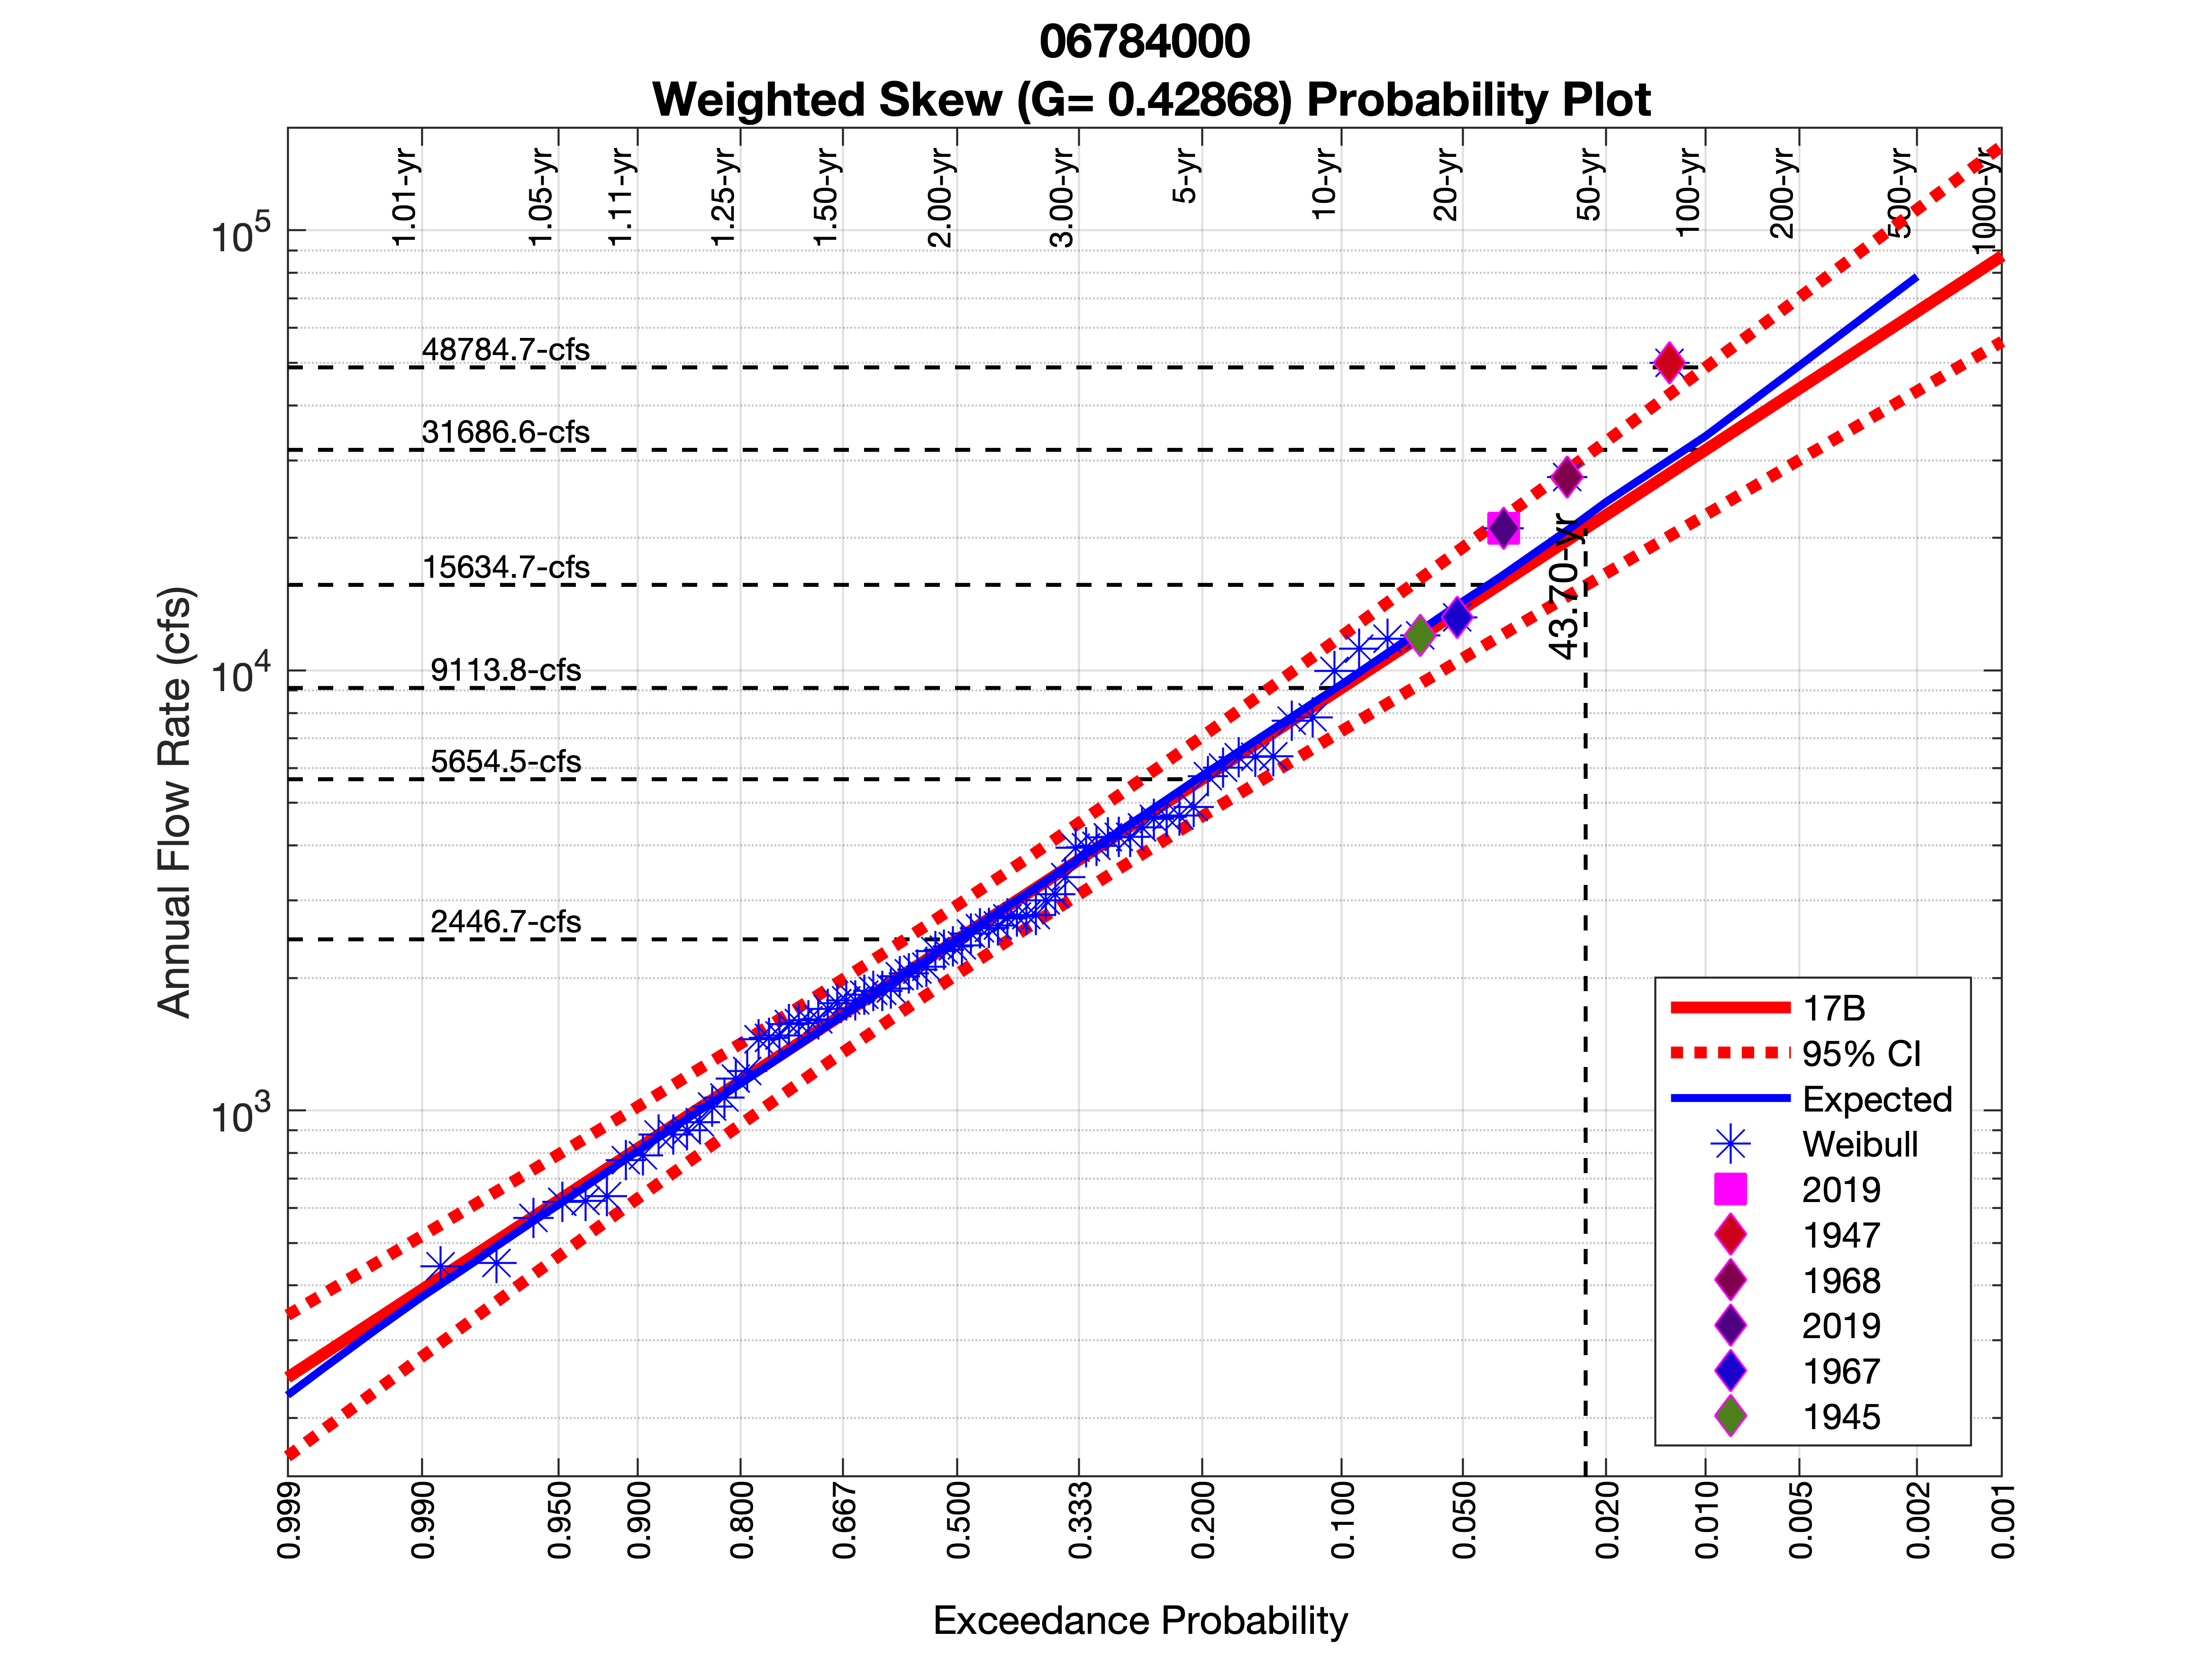 06784000
Weighted Skew (G= 0.42868) Probability Plot
1.01-yr
1.05-yr
1.11-yr
1.25-yr
1.50-yr
2.00-yr
3.00-yr
5-yr
10-yr
20-yr
50-yr
100-yr
200-yr
500-yr
1000-yr
Annual Flow Rate (cfs)
10^5
10^4
10^3
48784.7-cfs
31686.6-cfs
15634.7-cfs
9113.8-cfs
5654.5-cfs
2446.7-cfs
43.70-yr
17B
95% CI
Expected
Weibull
2019
1947
1968
2019
1967
1945
0.999
0.990
0.950
0.900
0.800
0.667
0.500
0.333
0.200
0.100
0.050
0.020
0.010
0.005
0.002
0.001
Exceedance Probability